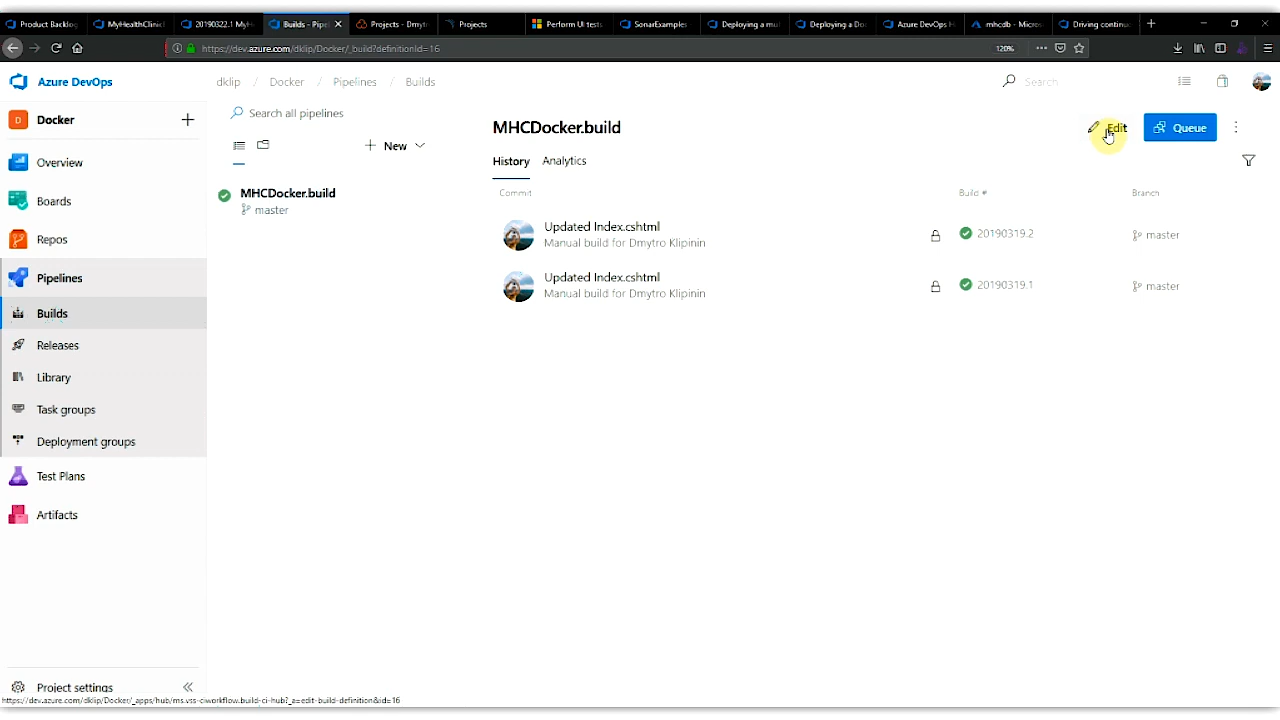 Product Backlog
MyHealthClinic
20190322.1 MyH
Builds - Pipe
Projects - Dmytr
Projects
Perform UI tests
SonarExamples
Deploying a mu
Deploying a Doc
Azure DevOps H
mhcdb - Micros
Driving continu
https://dev.azure.com/dklip/Docker/_build?definitionId=16
120%
Azure DevOps
dklip / Docker / Pipelines / Builds
Search
D Docker
Search all pipelines
MHCDocker.build
Edit
Queue
Overview
New
History
Analytics
Boards
MHCDocker.build
master
Commit
Build #
Branch
Repos
Updated Index.cshtml
Manual build for Dmytro Klipinin
20190319.2
master
Pipelines
Updated Index.cshtml
Manual build for Dmytro Klipinin
20190319.1
master
Builds
Releases
Library
Task groups
Deployment groups
Test Plans
Artifacts
Project settings
https://dev.azure.com/dklip/Docker/_apps/hub/ms.vss-ciworkflow.build-ci-hub?_a=edit-build-definition&id=16